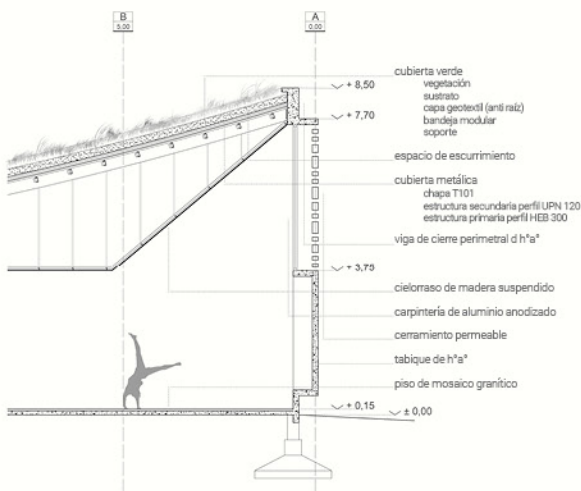 B
5,00
A
0,00
+ 8,50
+ 7,70
cubierta verde
vegetación
sustrato
capa geotextil (anti raíz)
bandeja modular
soporte
espacio de escurrimiento
cubierta metálica
chapa T101
estructura secundaria perfil UPN 120
estructura primaria perfil HEB 300
viga de cierre perimetral d h°a°
+ 3,75
cielorraso de madera suspendido
carpintería de aluminio anodizado
cerramiento permeable
tabique de h°a°
piso de mosaico granítico
+ 0,15
± 0,00